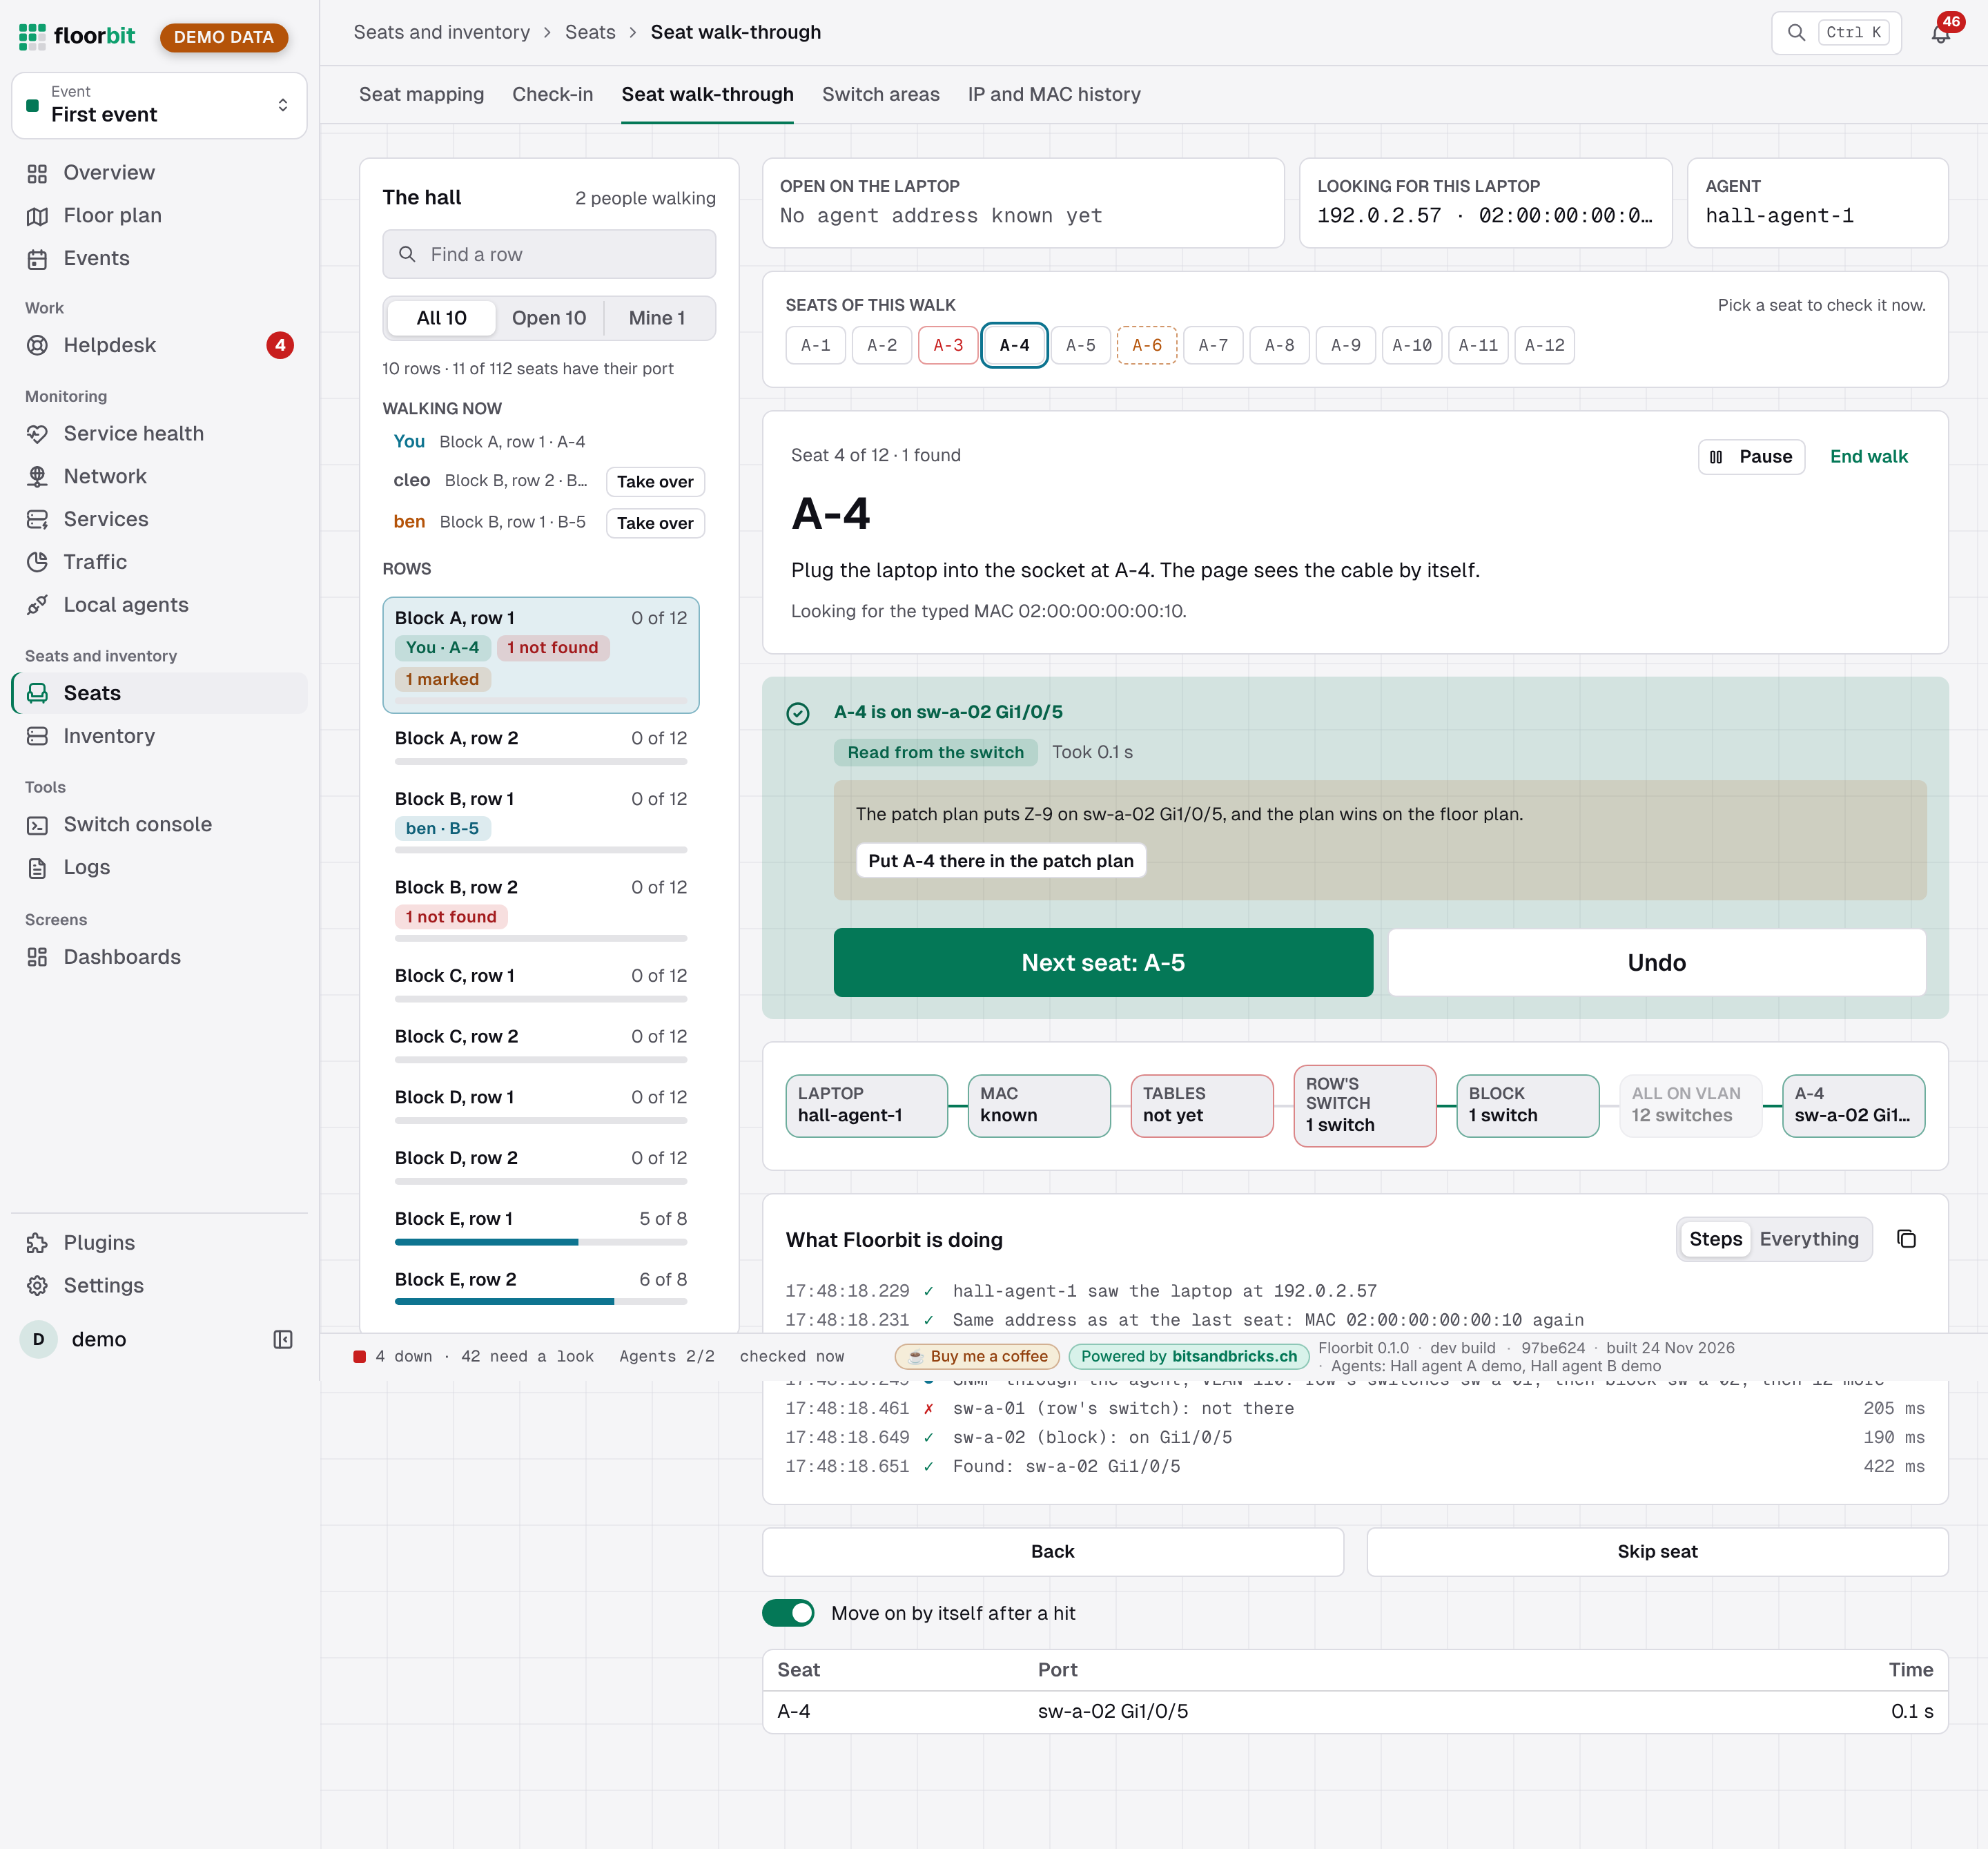 floorbit
DEMO DATA
Event
First event
Overview
Floor plan
Events
Work
Helpdesk
4
Monitoring
Service health
Network
Services
Traffic
Local agents
Seats and inventory
Seats
Inventory
Tools
Switch console
Logs
Screens
Dashboards
Plugins
Settings
D
demo
Seats and inventory > Seats > Seat walk-through
Ctrl K
46
Seat mapping
Check-in
Seat walk-through
Switch areas
IP and MAC history
The hall
2 people walking
Find a row
All 10
Open 10
Mine 1
10 rows · 11 of 112 seats have their port
WALKING NOW
You Block A, row 1 · A-4
cleo Block B, row 2 · B... Take over
ben Block B, row 1 · B-5 Take over
ROWS
Block A, row 1 0 of 12
You · A-4 1 not found
1 marked
Block A, row 2 0 of 12
Block B, row 1 0 of 12
ben · B-5
Block B, row 2 0 of 12
1 not found
Block C, row 1 0 of 12
Block C, row 2 0 of 12
Block D, row 1 0 of 12
Block D, row 2 0 of 12
Block E, row 1 5 of 8
Block E, row 2 6 of 8
OPEN ON THE LAPTOP
No agent address known yet
LOOKING FOR THIS LAPTOP
192.0.2.57 · 02:00:00:00:0...
AGENT
hall-agent-1
SEATS OF THIS WALK
Pick a seat to check it now.
A-1 A-2 A-3 A-4 A-5 A-6 A-7 A-8 A-9 A-10 A-11 A-12
Seat 4 of 12 · 1 found
Pause
End walk
A-4
Plug the laptop into the socket at A-4. The page sees the cable by itself.
Looking for the typed MAC 02:00:00:00:00:10.
A-4 is on sw-a-02 Gi1/0/5
Read from the switch Took 0.1 s
The patch plan puts Z-9 on sw-a-02 Gi1/0/5, and the plan wins on the floor plan.
Put A-4 there in the patch plan
Next seat: A-5
Undo
LAPTOP
hall-agent-1
MAC
known
TABLES
not yet
ROW'S
SWITCH
1 switch
BLOCK
1 switch
ALL ON VLAN
12 switches
A-4
sw-a-02 Gi1...
What Floorbit is doing
Steps
Everything
17:48:18.229 ✓ hall-agent-1 saw the laptop at 192.0.2.57
17:48:18.231 ✓ Same address as at the last seat: MAC 02:00:00:00:00:10 again
17:48:18.461 ✗ sw-a-01 (row's switch): not there 205 ms
17:48:18.649 ✓ sw-a-02 (block): on Gi1/0/5 190 ms
17:48:18.651 ✓ Found: sw-a-02 Gi1/0/5 422 ms
4 down · 42 need a look Agents 2/2 checked now
Buy me a coffee
Powered by bitsandbricks.ch
Floorbit 0.1.0 · dev build · 97be624 · built 24 Nov 2026
· Agents: Hall agent A demo, Hall agent B demo
Back
Skip seat
Move on by itself after a hit
Seat Port Time
A-4 sw-a-02 Gi1/0/5 0.1 s